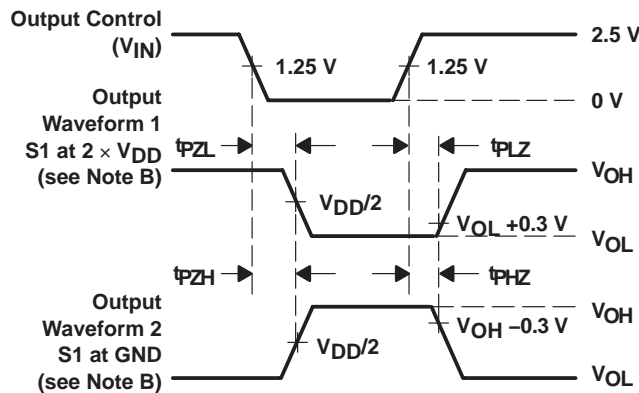 Output Control
(VIN)
2.5 V
1.25 V
1.25 V
0 V
Output
Waveform 1
S1 at 2 × VDD
(see Note B)
tPZL
tPLZ
VOH
VDD/2
VOL +0.3 V
VOL
tPZH
tPHZ
Output
Waveform 2
S1 at GND
(see Note B)
VOH
VOH −0.3 V
VDD/2
VOL